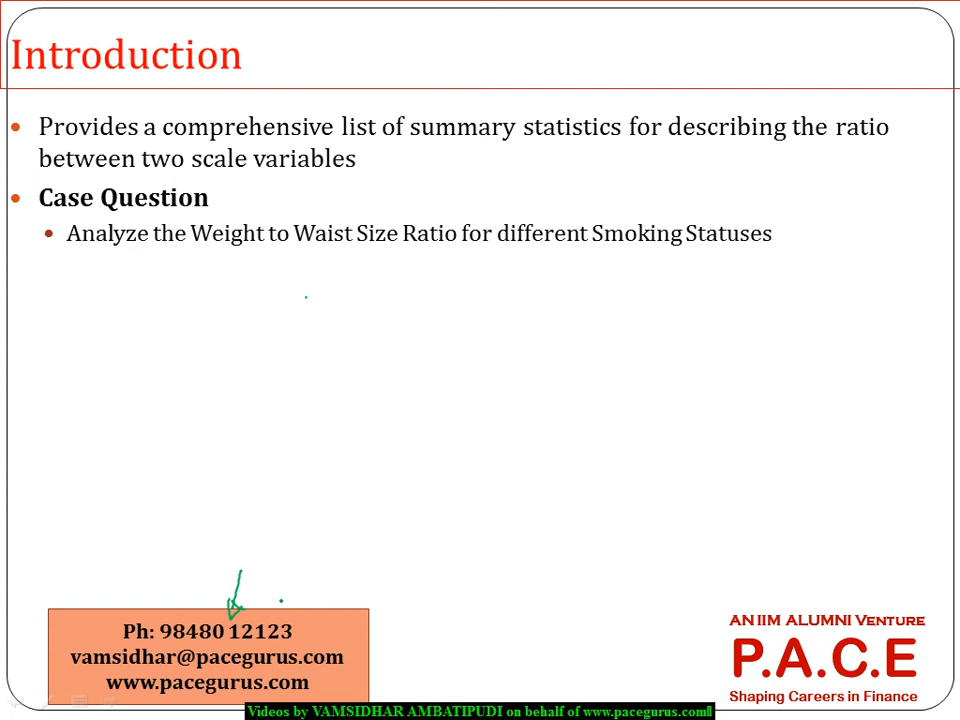 Introduction
Provides a comprehensive list of summary statistics for describing the ratio
between two scale variables
Case Question
Analyze the Weight to Waist Size Ratio for different Smoking Statuses
Ph: 98480 12123
vamsidhar@pacegurus.com
www.pacegurus.com
AN IIM ALUMNI VENTURE
P.A.C.E
Shaping Careers in Finance
Videos by VAMSIDHAR AMBATIPUDI on behalf of www.pacegurus.com